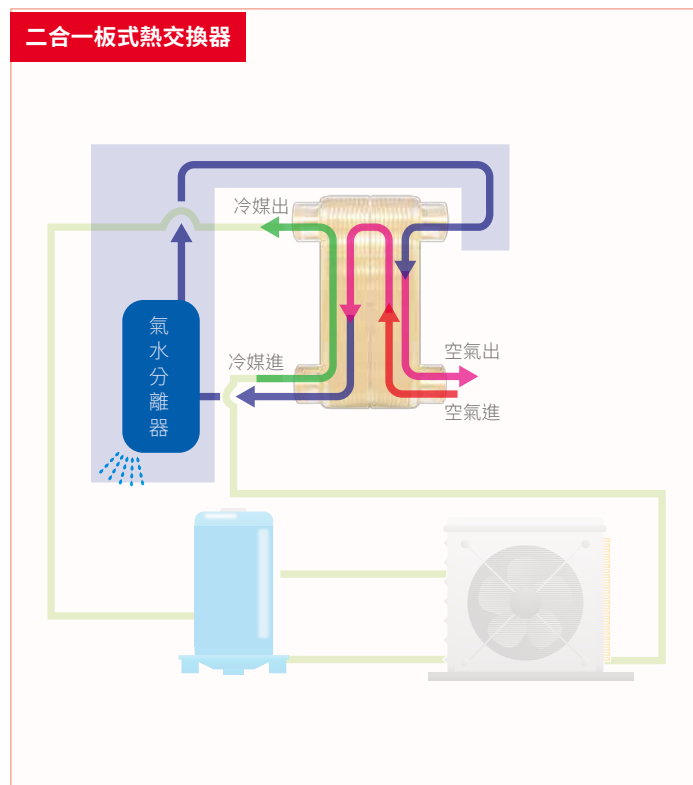 二合一板式熱交換器
冷媒出
氣水分離器
冷媒進
空氣出
空氣進